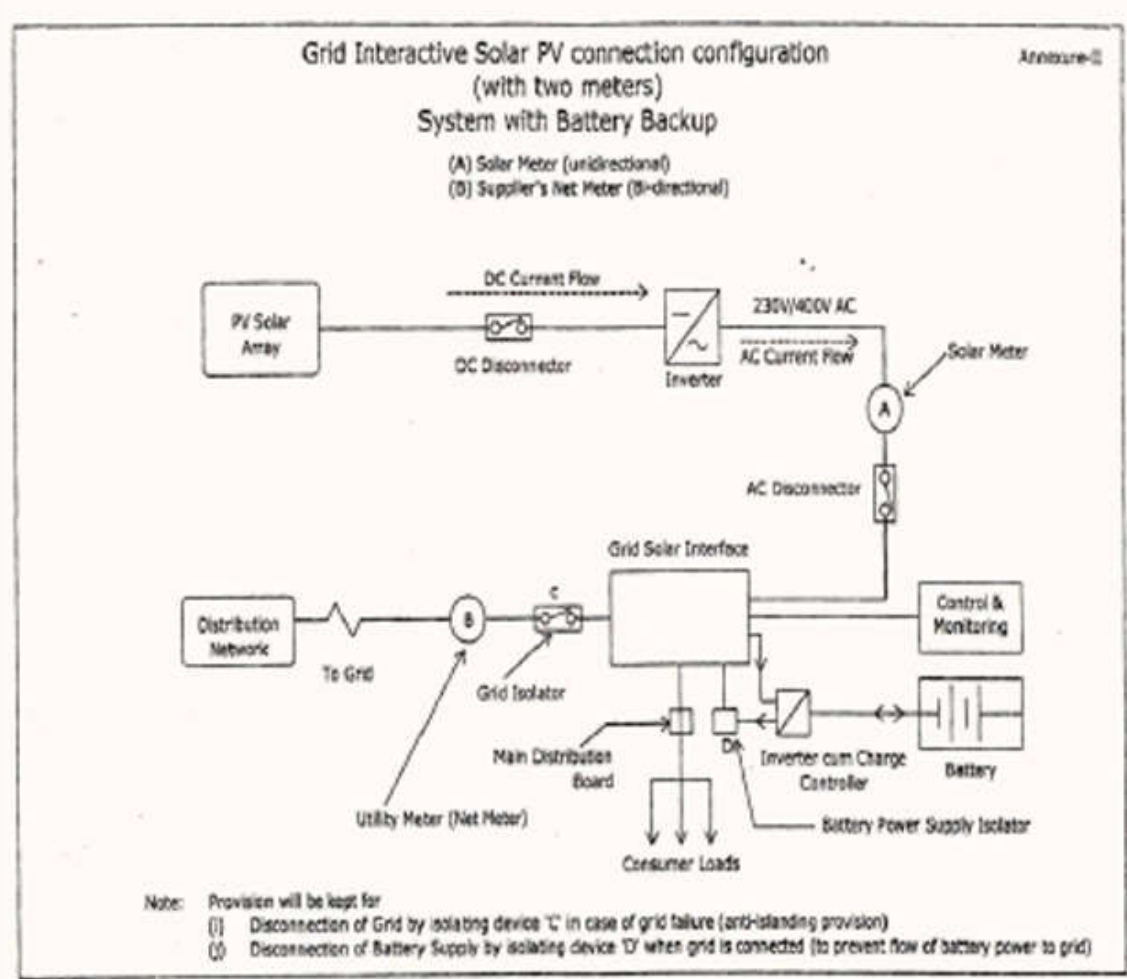 Grid Interactive Solar PV connection configuration
(with two meters)
System with Battery Backup
Annexure-II
(A) Solar Meter (unidirectional)
(B) Supplier's Net Meter (Bi-directional)
DC Current Flow
PV Solar
Array
DC Disconnector
Inverter
230V/400V AC
AC Current Flow
Solar Meter
A
AC Disconnector
Grid Solar Interface
Distribution
Network
To Grid
B
C
Grid Isolator
Control &
Monitoring
Main Distribution
Board
D
Inverter cum Charge
Controller
Battery
Utility Meter (Net Meter)
Battery Power Supply Isolator
Consumer Loads
Note: Provision will be kept for
(i) Disconnection of Grid by isolating device 'C' in case of grid failure (anti-islanding provision)
Disconnection of Battery Supply by isolating device 'D' when grid is connected (to prevent flow of battery power to grid)